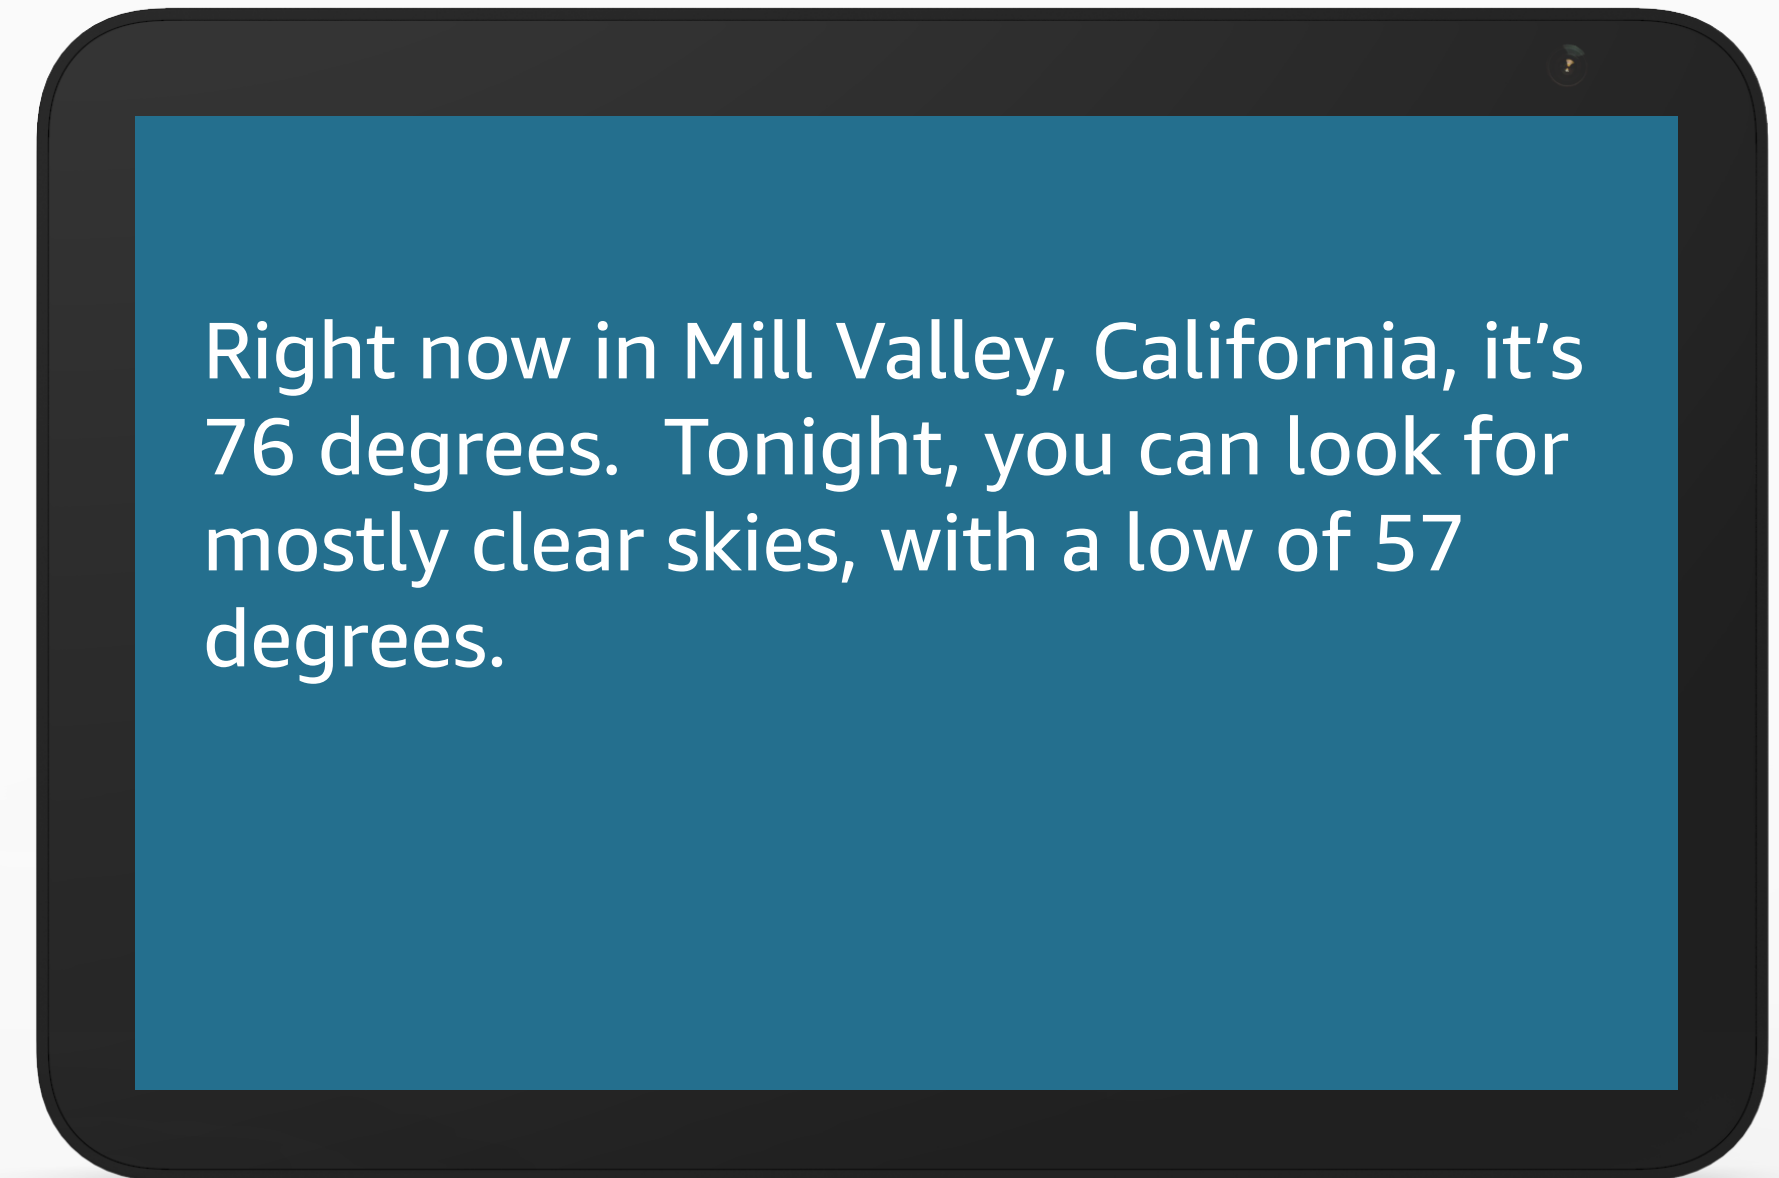 Right now in Mill Valley, California, it’s
76 degrees.  Tonight, you can look for
mostly clear skies, with a low of 57
degrees.